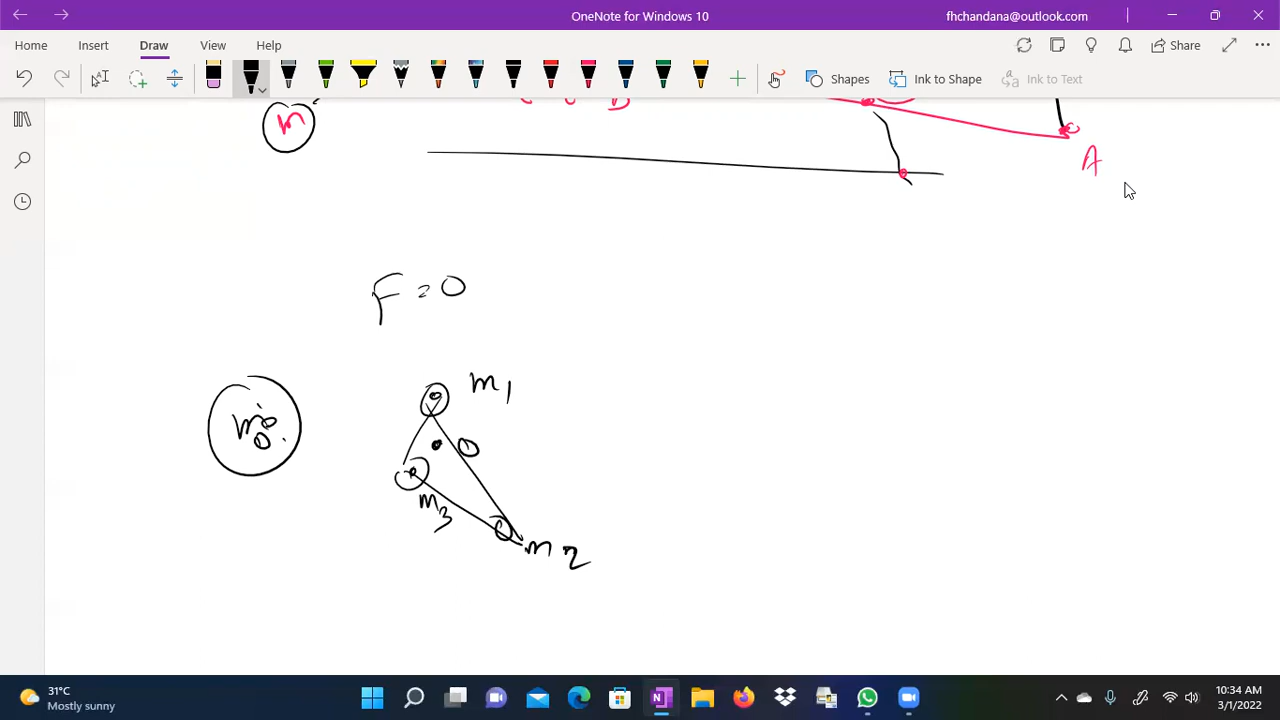 OneNote for Windows 10
fhchandana@outlook.com
Home Insert Draw View Help
Share
Shapes
Ink to Shape
Ink to Text
B
m
A
F = 0
m1
m0
m3
m2
31°C
Mostly sunny
10:34 AM
3/1/2022